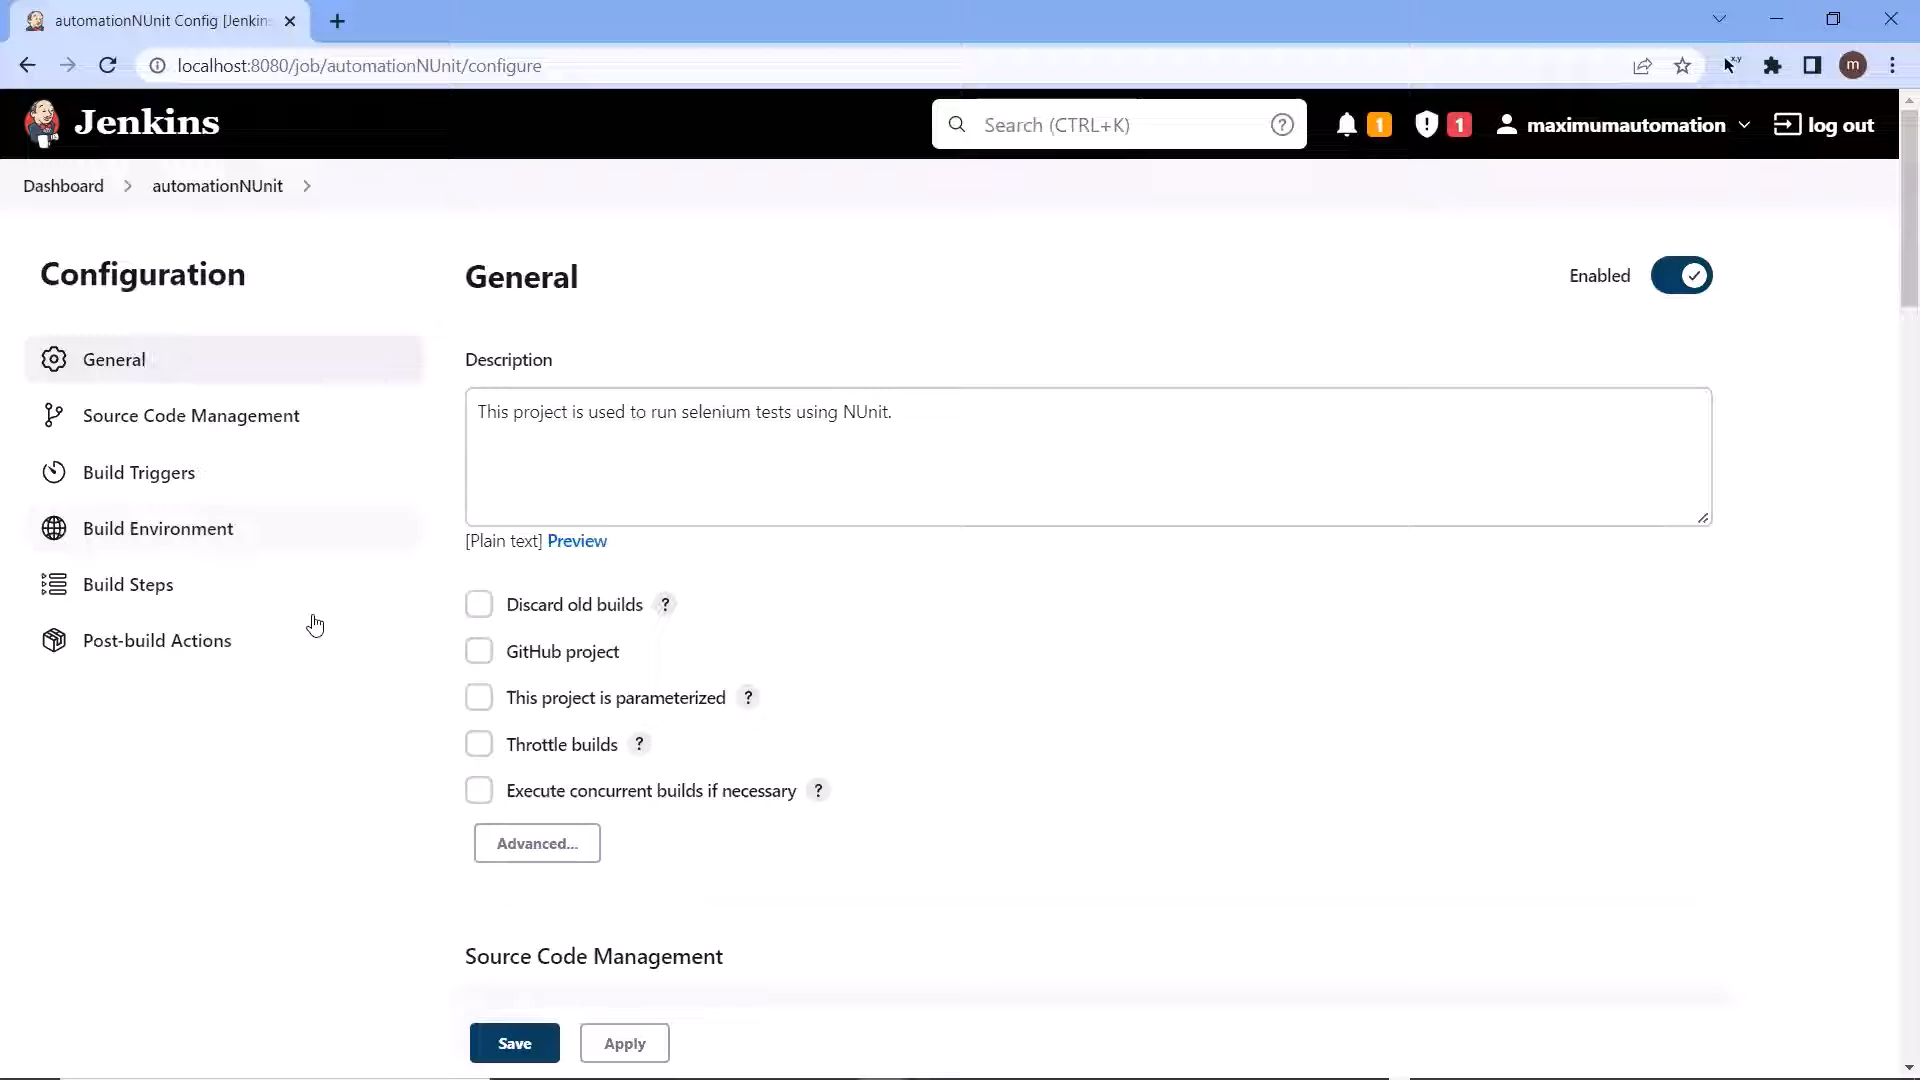 automationNUnit Config [Jenkins
localhost:8080/job/automationNUnit/configure
x,y
m
Jenkins
Search (CTRL+K)
?
1
1
maximumautomation
log out
Dashboard
automationNUnit
Configuration
General
Source Code Management
Build Triggers
Build Environment
Build Steps
Post-build Actions
General
Enabled
Description
This project is used to run selenium tests using NUnit.
[Plain text] Preview
Discard old builds ?
GitHub project
This project is parameterized ?
Throttle builds ?
Execute concurrent builds if necessary ?
Advanced...
Source Code Management
Save
Apply